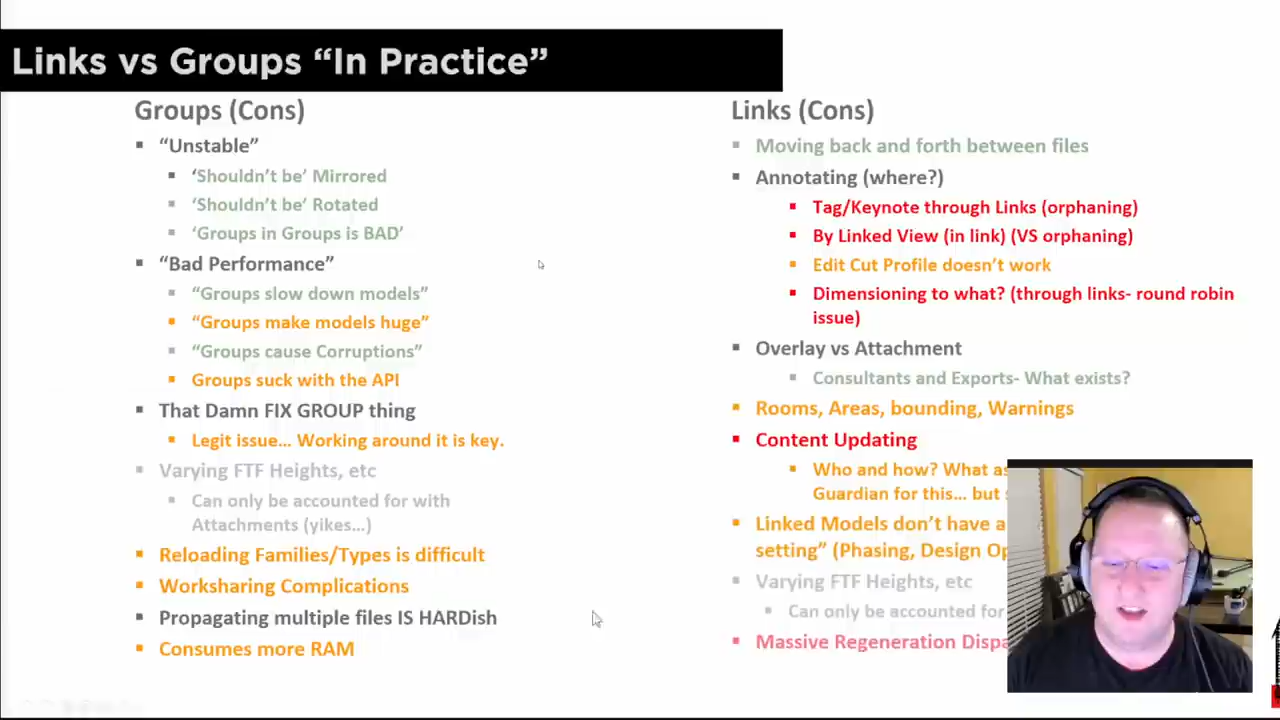 Links vs Groups “In Practice”
Groups (Cons)
“Unstable”
‘Shouldn’t be’ Mirrored
‘Shouldn’t be’ Rotated
‘Groups in Groups is BAD’
“Bad Performance”
“Groups slow down models”
“Groups make models huge”
“Groups cause Corruptions”
Groups suck with the API
That Damn FIX GROUP thing
Legit issue… Working around it is key.
Varying FTF Heights, etc
Can only be accounted for with
Attachments (yikes…)
Reloading Families/Types is difficult
Worksharing Complications
Propagating multiple files IS HARDish
Consumes more RAM
Links (Cons)
Moving back and forth between files
Annotating (where?)
Tag/Keynote through Links (orphaning)
By Linked View (in link) (VS orphaning)
Edit Cut Profile doesn’t work
Dimensioning to what? (through links- round robin
issue)
Overlay vs Attachment
Consultants and Exports- What exists?
Rooms, Areas, bounding, Warnings
Content Updating
Who and how? What
Guardian for this… but
Linked Models don’t have a
setting” (Phasing, Design
Varying FTF Heights, etc
Can only be accounted for
Massive Regeneration